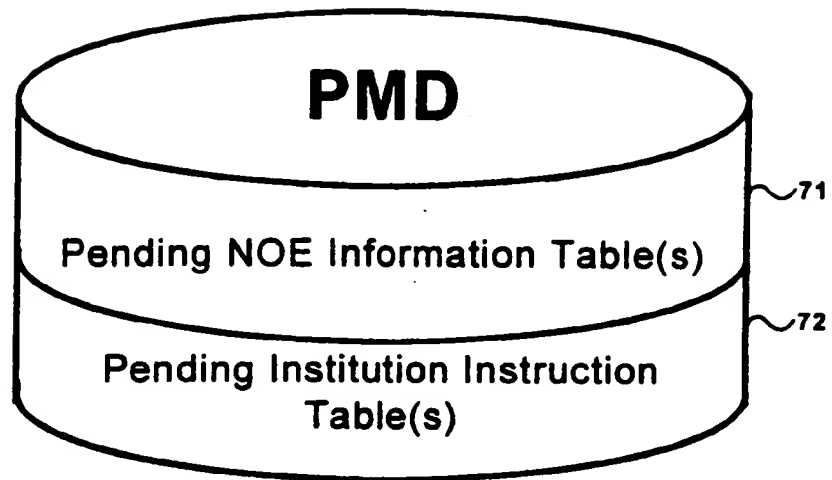 PMD
71
Pending NOE Information Table(s)
72
Pending Institution Instruction
Table(s)